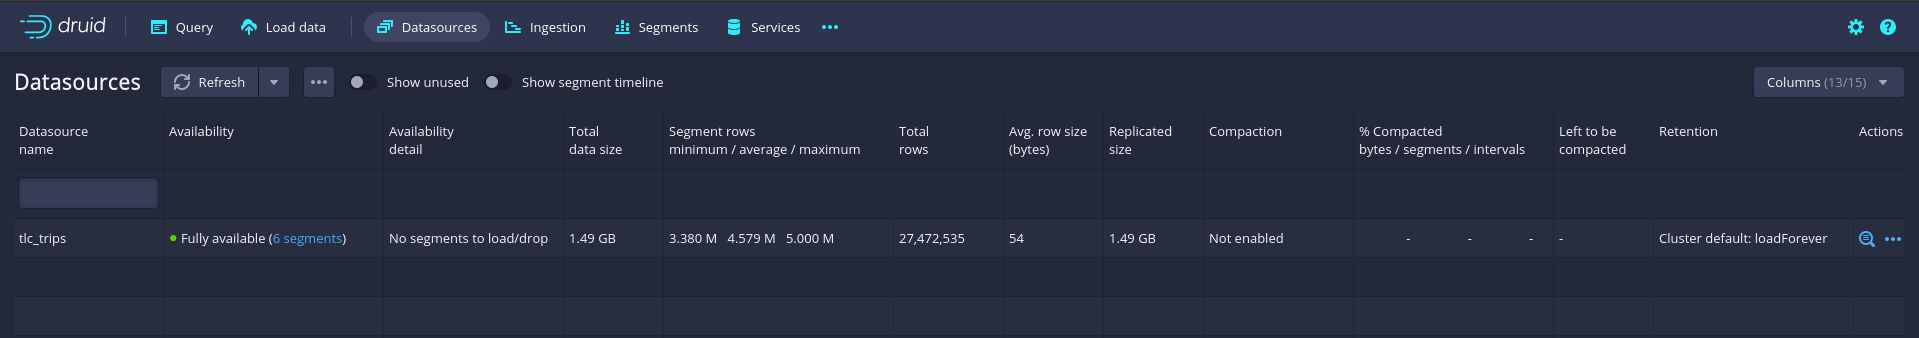 druid Query Load data Datasources Ingestion Segments Services
Datasources Refresh Show unused Show segment timeline Columns (13/15)
Datasource name Availability Availability detail Total data size Segment rows minimum / average / maximum Total rows Avg. row size (bytes) Replicated size Compaction % Compacted bytes / segments / intervals Left to be compacted Retention Actions
tlc_trips Fully available (6 segments) No segments to load/drop 1.49 GB 3.380 M 4.579 M 5.000 M 27,472,535 54 1.49 GB Not enabled - - - - Cluster default: loadForever